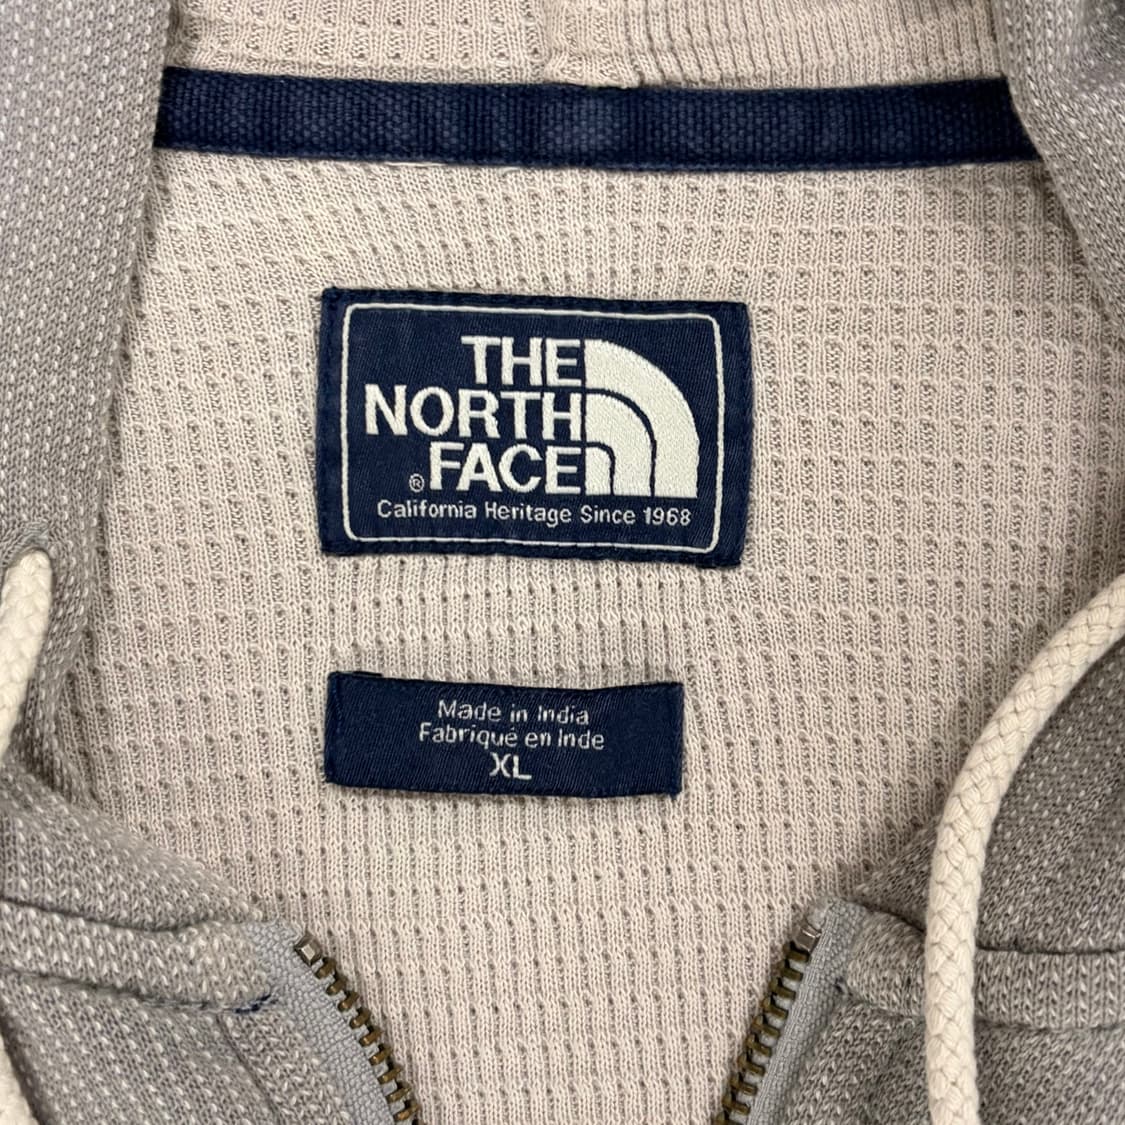 THE
NORTH
FACE
®
California Heritage Since 1968
Made in India
Fabriqué en Inde
XL